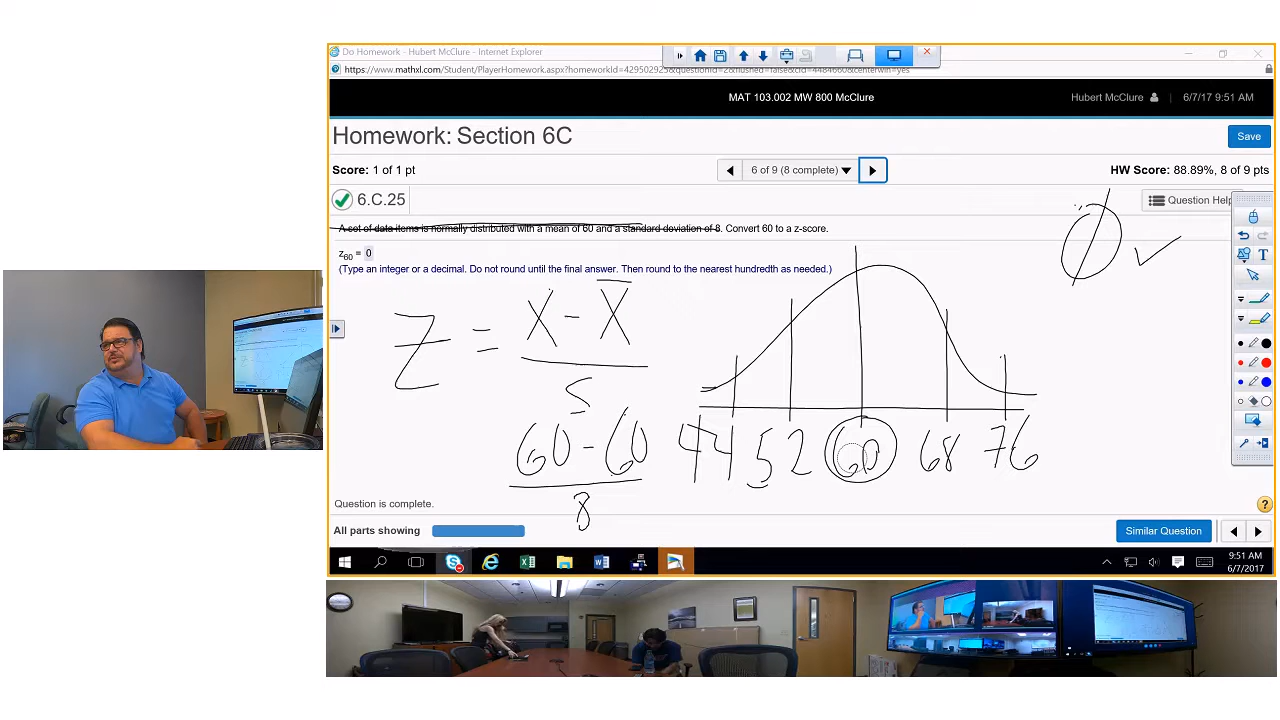 Do Homework - Hubert McClure - Internet Explorer
MAT 103.002 MW 800 McClure
Hubert McClure
6/7/17 9:51 AM
Homework: Section 6C
Save
Score: 1 of 1 pt
6 of 9 (8 complete)
HW Score: 88.89%, 8 of 9 pts
6.C.25
Question Help
A set of data items is normally distributed with a mean of 60 and a standard deviation of 8. Convert 60 to a z-score.
z60 = 0
(Type an integer or a decimal. Do not round until the final answer. Then round to the nearest hundredth as needed.)
Z = X - X̅
S
60 - 60
8
44 52 60 68 76
Question is complete.
All parts showing
Similar Question
9:51 AM
6/7/2017